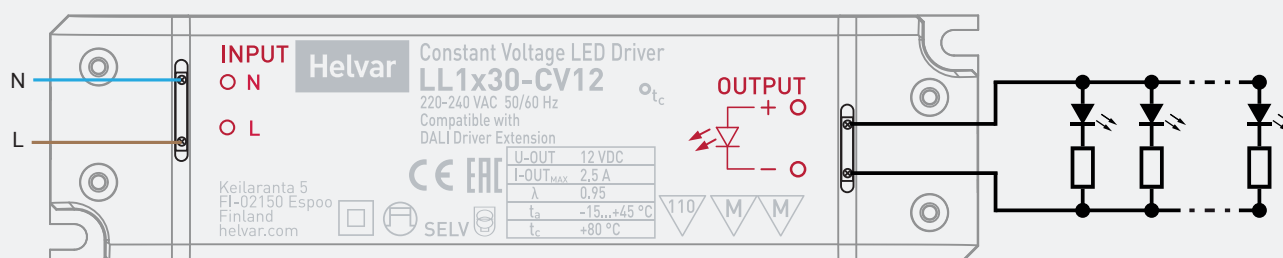 N
L
INPUT
N
L
Helvar
Constant Voltage LED Driver
LL1x30-CV12
220-240 VAC 50/60 Hz
Compatible with
DALI Driver Extension
tc
OUTPUT
+
−
U-OUT 12 VDC
I-OUTMAX 2,5 A
λ 0.95
ta -15...+45 °C
tc +80 °C
Keilaranta 5
FI-02150 Espoo
Finland
helvar.com
CE EAC
SELV
110 M M